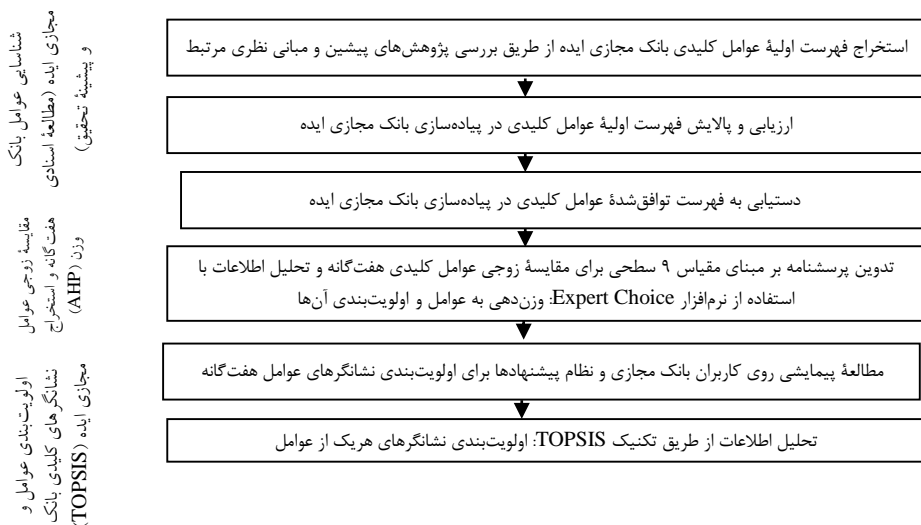 استخراج فهرست اولیهٔ عوامل کلیدی بانک مجازی ایده از طریق بررسی پژوهش‌های پیشین و مبانی نظری مرتبط
ارزیابی و پالایش فهرست اولیهٔ عوامل کلیدی در پیاده‌سازی بانک مجازی ایده
دستیابی به فهرست توافق‌شدهٔ عوامل کلیدی در پیاده‌سازی بانک مجازی ایده
شناسایی عوامل بانک
مجازی ایده (مطالعهٔ اسنادی
و پیشینهٔ تحقیق)
تدوین پرسشنامه بر مبنای مقیاس ۹ سطحی برای مقایسهٔ زوجی عوامل کلیدی هفت‌گانه و تحلیل اطلاعات با
استفاده از نرم‌افزار Expert Choice: وزن‌دهی به عوامل و اولویت‌بندی آن‌ها
مقایسهٔ زوجی عوامل
هفت‌گانه و استخراج
وزن (AHP)
مطالعهٔ پیمایشی روی کاربران بانک مجازی و نظام پیشنهادها برای اولویت‌بندی نشانگرهای عوامل هفت‌گانه
تحلیل اطلاعات از طریق تکنیک TOPSIS: اولویت‌بندی نشانگرهای هریک از عوامل
اولویت‌بندی عوامل و
نشانگرهای کلیدی بانک
مجازی ایده (TOPSIS)